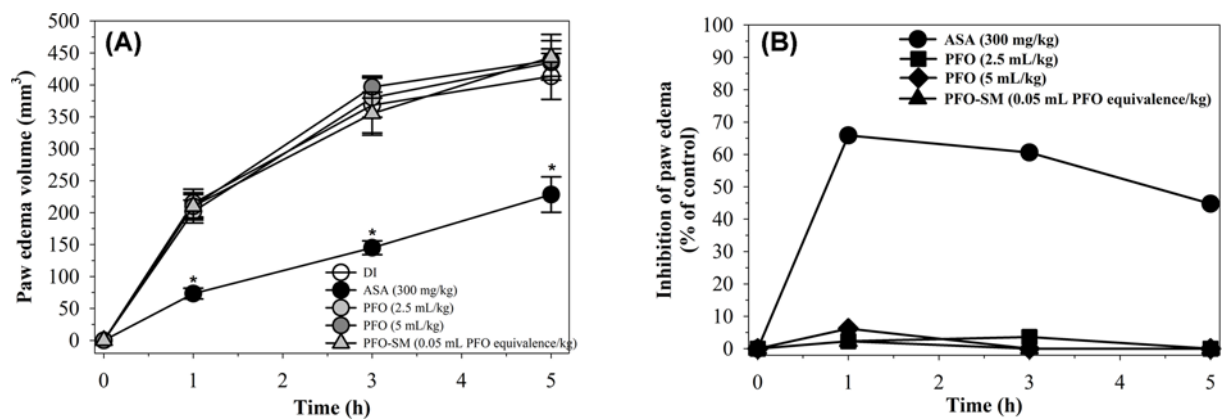 (A)
Paw edema volume (mm³)
500
450
400
350
300
250
200
150
100
50
0
*
*
*
DI
ASA (300 mg/kg)
PFO (2.5 mL/kg)
PFO (5 mL/kg)
PFO-SM (0.05 mL PFO equivalence/kg)
0 1 2 3 4 5
Time (h)
(B)
Inhibition of paw edema
(% of control)
100
90
80
70
60
50
40
30
20
10
0
ASA (300 mg/kg)
PFO (2.5 mL/kg)
PFO (5 mL/kg)
PFO-SM (0.05 mL PFO equivalence/kg)
0 1 2 3 4 5
Time (h)